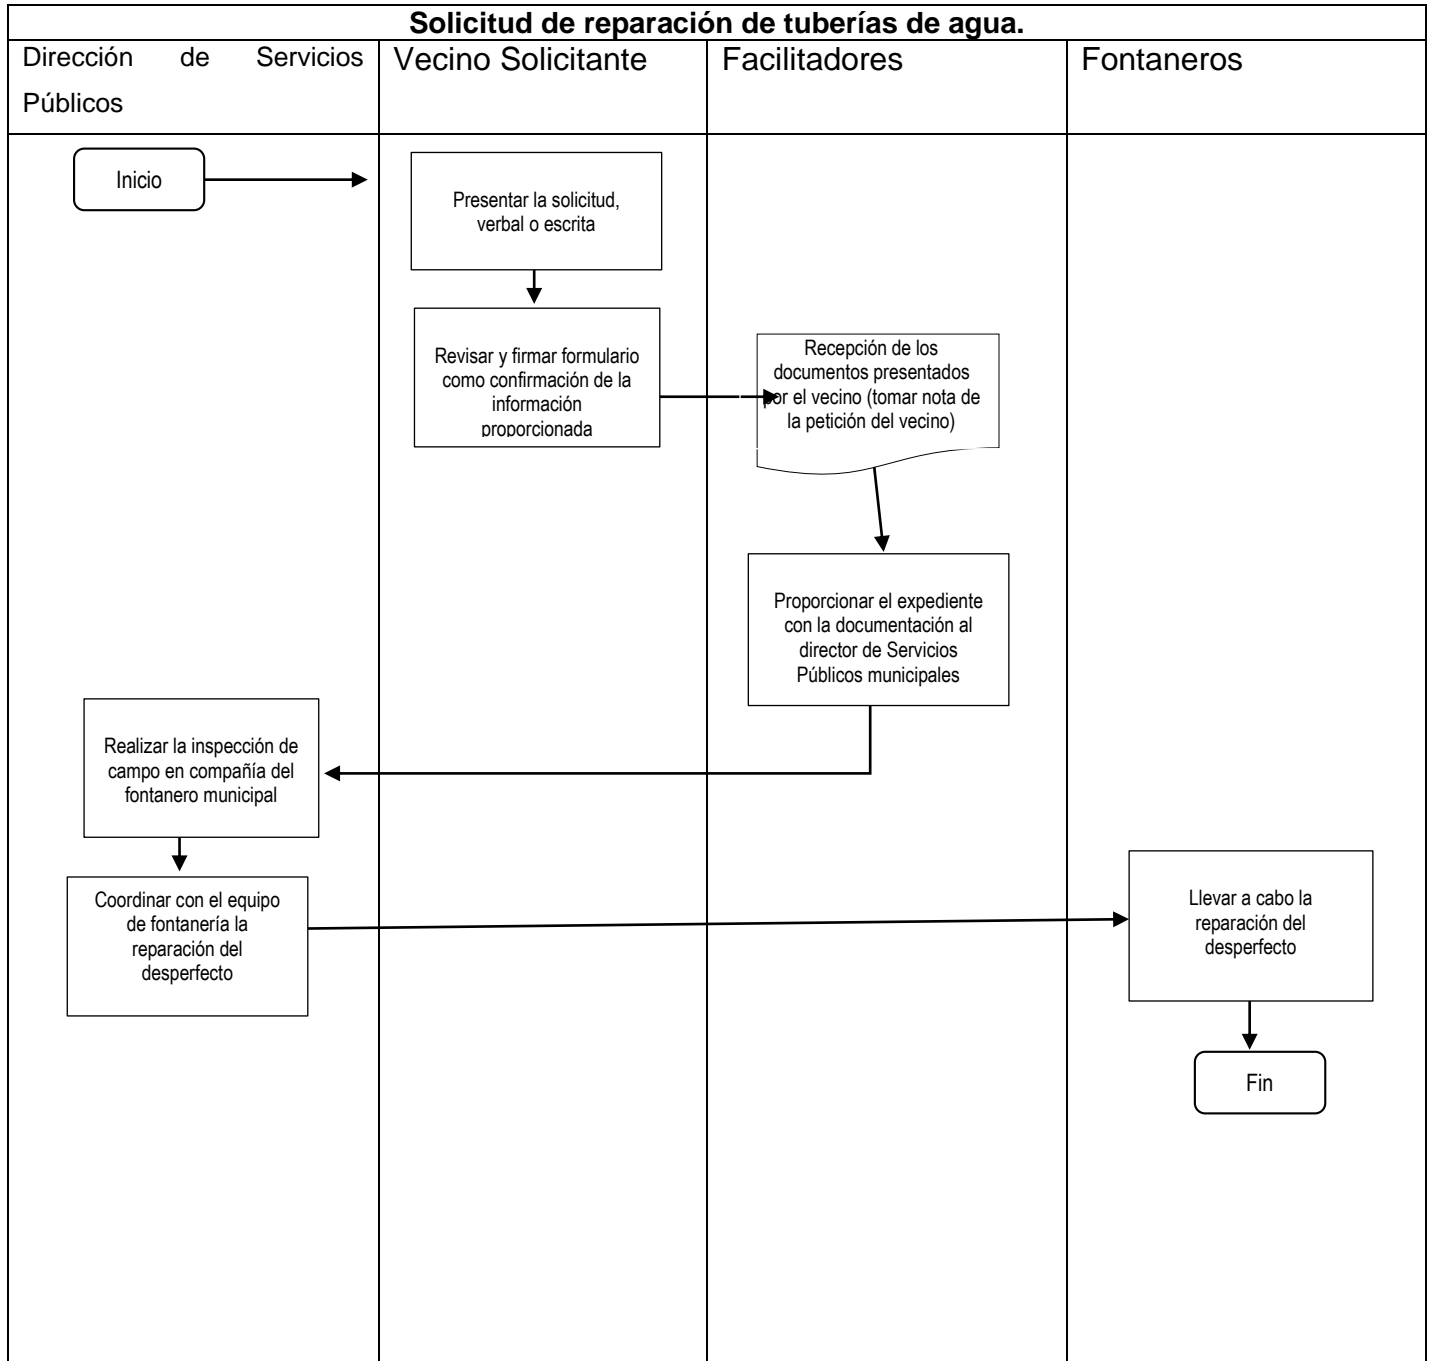 Solicitud de reparación de tuberías de agua.
Dirección de Servicios
Públicos
Vecino Solicitante
Facilitadores
Fontaneros
Inicio
Presentar la solicitud,
verbal o escrita
Revisar y firmar formulario
como confirmación de la
información
proporcionada
Recepción de los
documentos presentados
por el vecino (tomar nota de
la petición del vecino)
Proporcionar el expediente
con la documentación al
director de Servicios
Públicos municipales
Realizar la inspección de
campo en compañía del
fontanero municipal
Coordinar con el equipo
de fontanería la
reparación del
desperfecto
Llevar a cabo la
reparación del
desperfecto
Fin